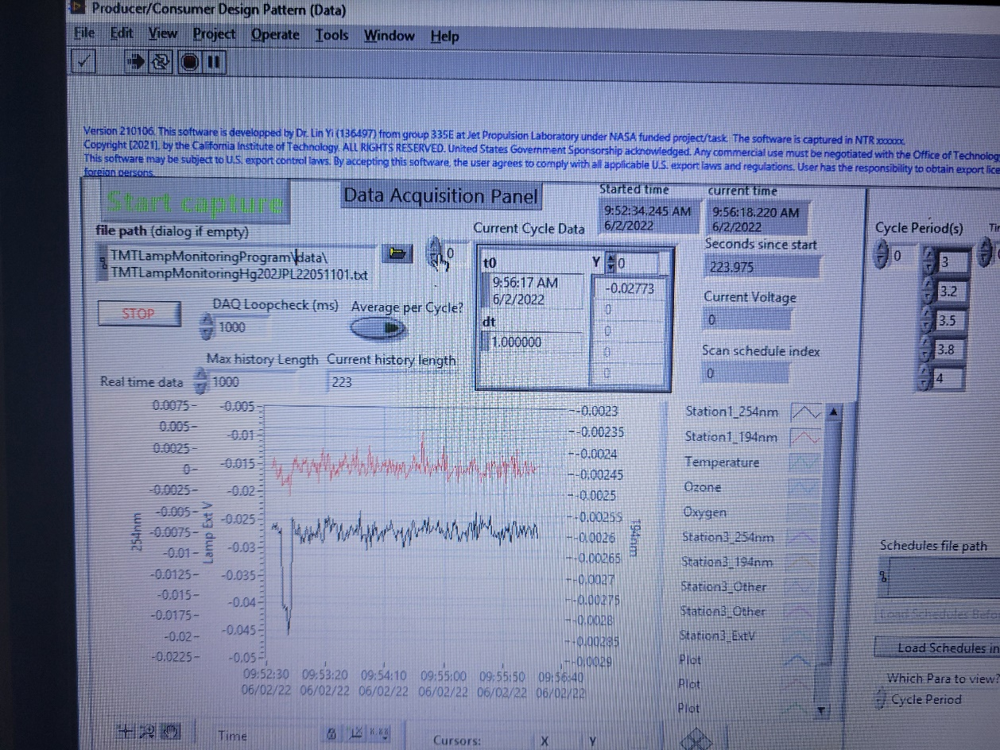 Producer/Consumer Design Pattern (Data)
File Edit View Project Operate Tools Window Help
Version 210106. This software is developped by Dr. Lin Yi (136497) from group 335E at Jet Propulsion Laboratory under NASA funded project/task. The software is captured in NTR xxxxxx.
Copyright [2021], by the California Institute of Technology. ALL RIGHTS RESERVED. United States Government Sponsorship acknowledged. Any commercial use must be negotiated with the Office of Technolog
This software may be subject to U.S. export control laws. By accepting this software, the user agrees to comply with all applicable U.S. export laws and regulations. User has the responsibility to obtain export lice
foreign persons.
Start capture
Data Acquisition Panel
Started time
9:52:34.245 AM
6/2/2022
current time
9:56:18.220 AM
6/2/2022
file path (dialog if empty)
TMTLampMonitoringProgram\data\
TMTLampMonitoringHg202JPL22051101.txt
0
Current Cycle Data
t0
9:56:17 AM
6/2/2022
dt
1.000000
Y 0
-0.02773
0
0
0
0
Seconds since start
223.975
Current Voltage
0
Scan schedule index
0
Cycle Period(s)
0
3
3.2
3.5
3.8
4
STOP
DAQ Loopcheck (ms)
1000
Average per Cycle?
Max history Length
1000
Current history length
223
Real time data
254nm
0.0075
0.005
0.0025
0
-0.0025
-0.005
-0.0075
-0.01
-0.0125
-0.015
-0.0175
-0.02
-0.0225
Lamp Ext V
-0.005
-0.01
-0.015
-0.02
-0.025
-0.03
-0.035
-0.04
-0.045
-0.05
-0.0023
-0.00235
-0.0024
-0.00245
-0.0025
-0.00255
-0.0026
-0.00265
-0.0027
-0.00275
-0.0028
-0.00285
-0.0029
194nm
09:52:30 09:53:20 09:54:10 09:55:00 09:55:50 09:56:40
06/02/22 06/02/22 06/02/22 06/02/22 06/02/22 06/02/22
Station1_254nm
Station1_194nm
Temperature
Ozone
Oxygen
Station3_254nm
Station3_194nm
Station3_Other
Station3_Other
Station3_ExtV
Plot
Plot
Plot
Schedules file path
Load Schedules Befo
Load Schedules in
Which Para to view?
Cycle Period
Time
Cursors: X Y